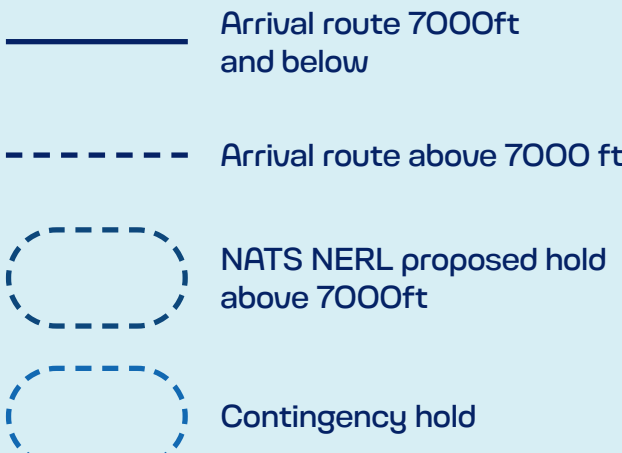 Arrival route 7000ft
and below
Arrival route above 7000 ft
NATS NERL proposed hold
above 7000ft
Contingency hold